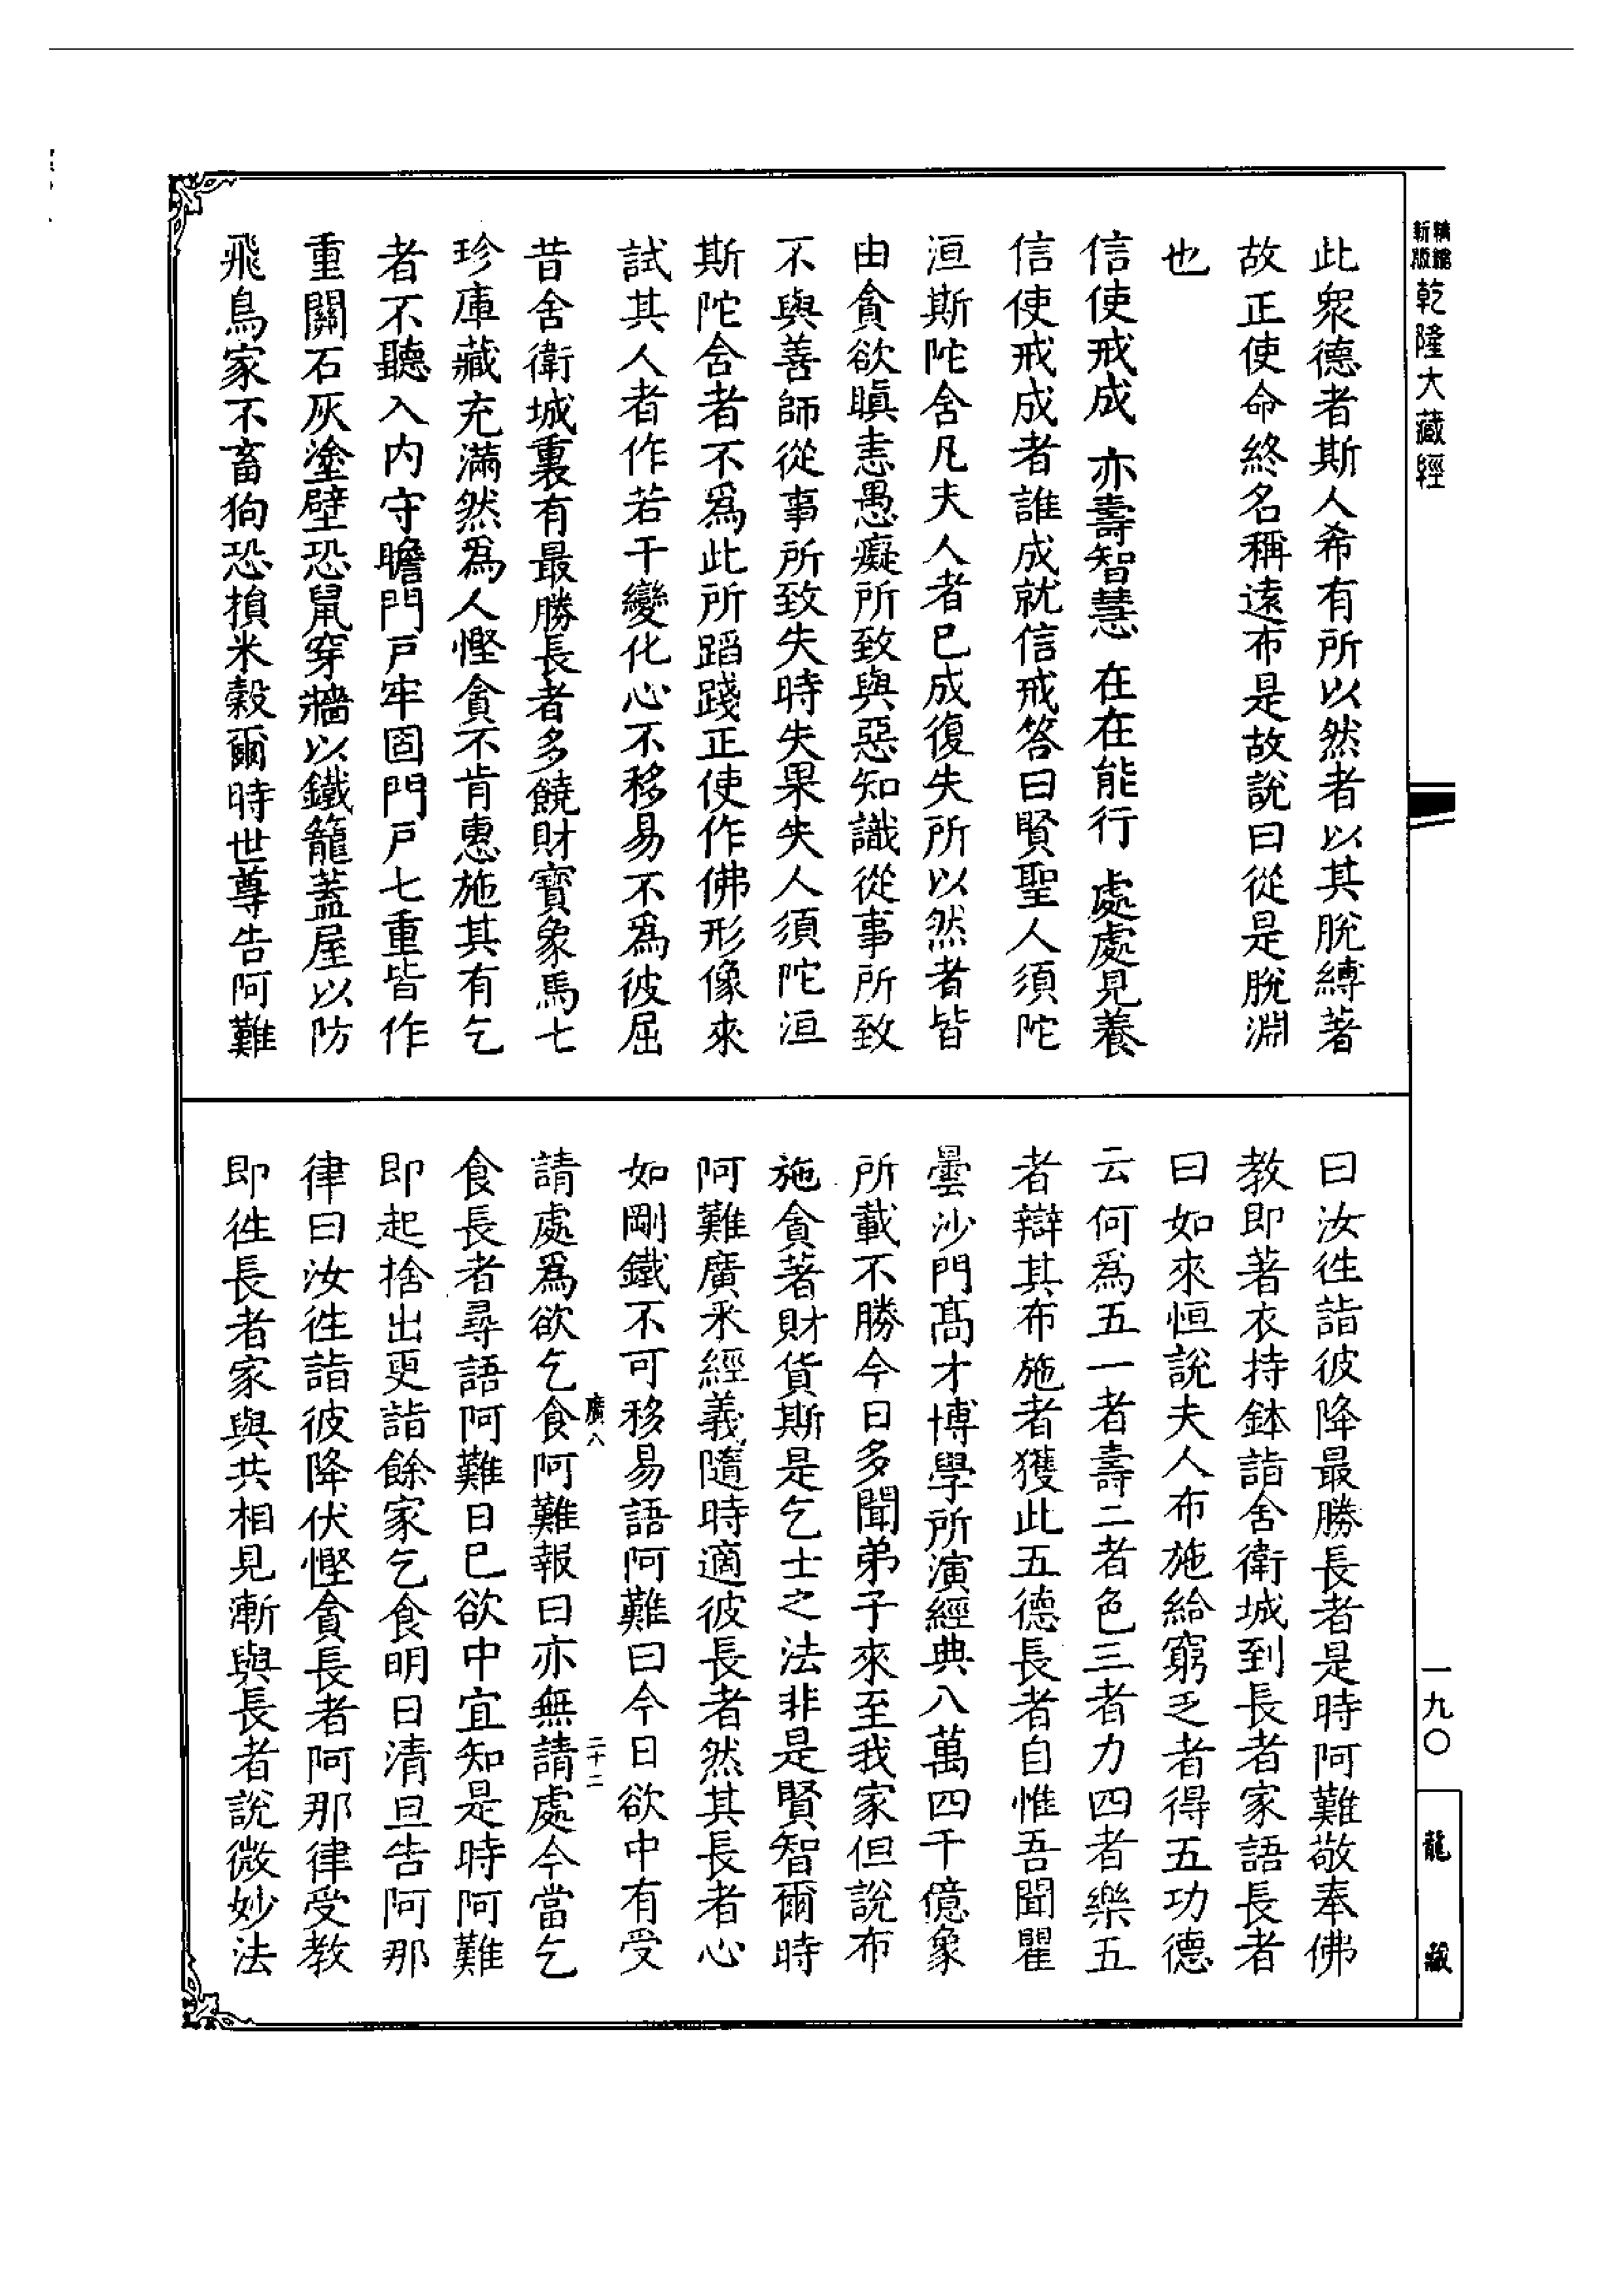 精縮
新版
乾隆大藏經
此眾德者斯人希有所以然者以其脫縛著
故正使命終名稱遠布是故說曰從是脫淵
也
信使戒成 亦壽智慧 在在能行 處處見養
信使戒成者誰成就信戒答曰賢聖人須陀
洹斯陀舍凡夫人者已成復失所以然者皆
由貪欲瞋恚愚癡所致與惡知識從事所致
不與善師從事所致失時失果失人須陀洹
斯陀含者不爲此所蹈踐正使作佛形像來
試其人者作若干變化心不移易不爲彼屈
昔舍衛城裏有最勝長者多饒財寶象馬七
珍庫藏充滿然爲人慳貪不肯惠施其有乞
者不聽入內守瞻門戶牢固門戶七重皆作
重關石灰塗壁恐鼠穿牆以鐵籠蓋屋以防
飛鳥家不畜狗恐損米穀爾時世尊告阿難
曰汝往詣彼降最勝長者是時阿難敬奉佛
教即著衣持鉢詣舍衛城到長者家語長者
曰如來恒說夫人布施給窮乏者得五功德
云何爲五一者壽二者色三者力四者樂五
者辯其布施者獲此五德長者自惟吾聞瞿
曇沙門高才博學所演經典八萬四千億象
所載不勝今日多聞弟子來至我家但說布
施貪著財貨斯是乞士之法非是賢智爾時
阿難廣釆經義隨時適彼長者然其長者心
如剛鐵不可移易語阿難曰今日欲中有受
廣八
二十二
請處爲欲乞食阿難報曰亦無請處今當乞
食長者尋語阿難日已欲中宜知是時阿難
即起捨出更詣餘家乞食明日清旦告阿那
律曰汝往詣彼降伏慳貪長者阿那律受教
即往長者家與共相見漸與長者說微妙法
一九〇
龍藏